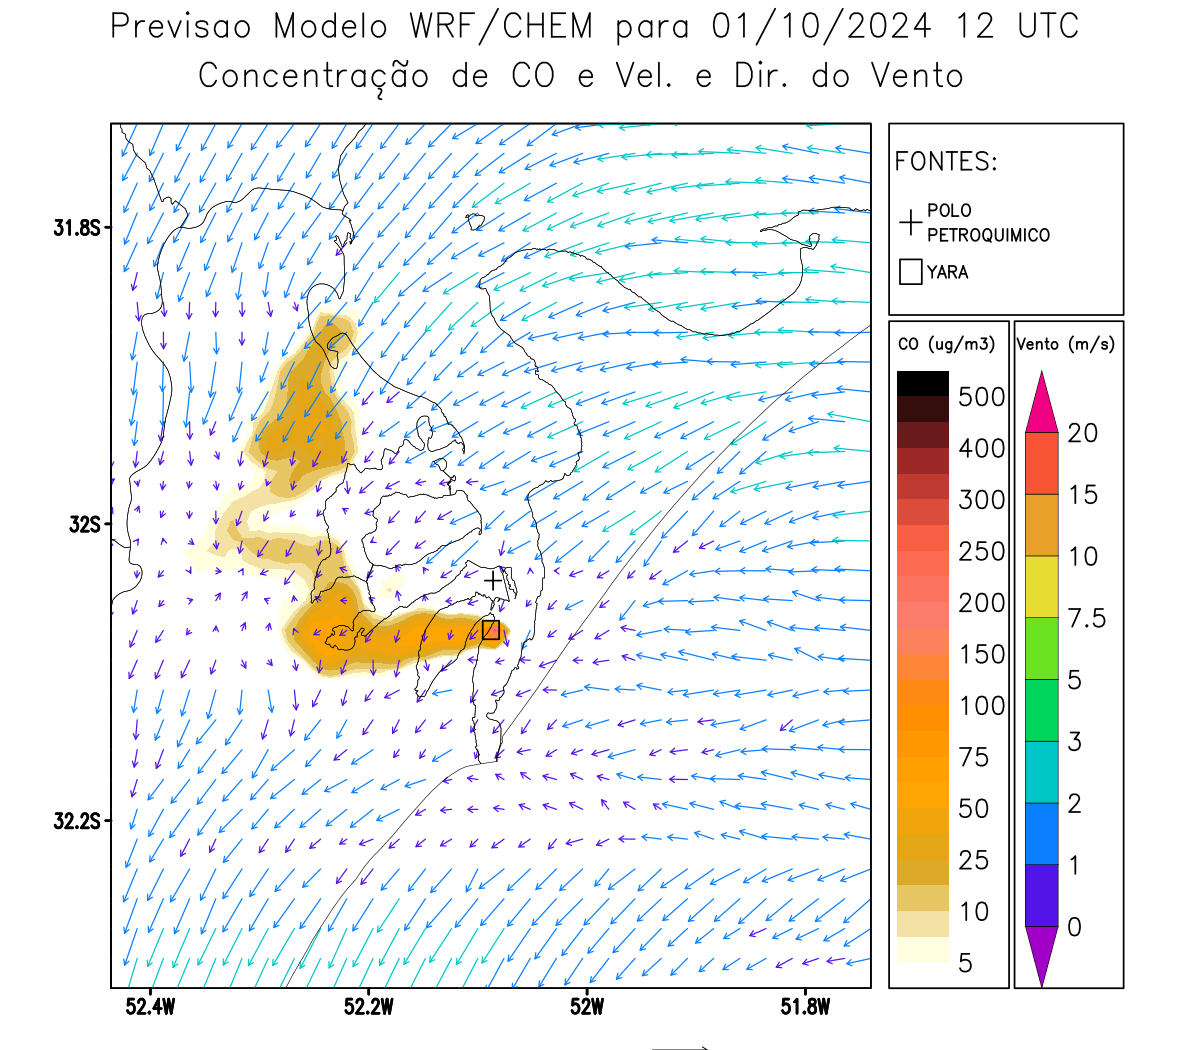 Previsao Modelo WRF/CHEM para 01/10/2024 12 UTC
Concentração de CO e Vel. e Dir. do Vento
FONTES:
POLO
PETROQUIMICO
YARA
CO (ug/m3)
500
400
300
250
200
150
100
75
50
25
10
5
Vento (m/s)
20
15
10
7.5
5
3
2
1
0
31.8S
32S
32.2S
52.4W
52.2W
52W
51.8W